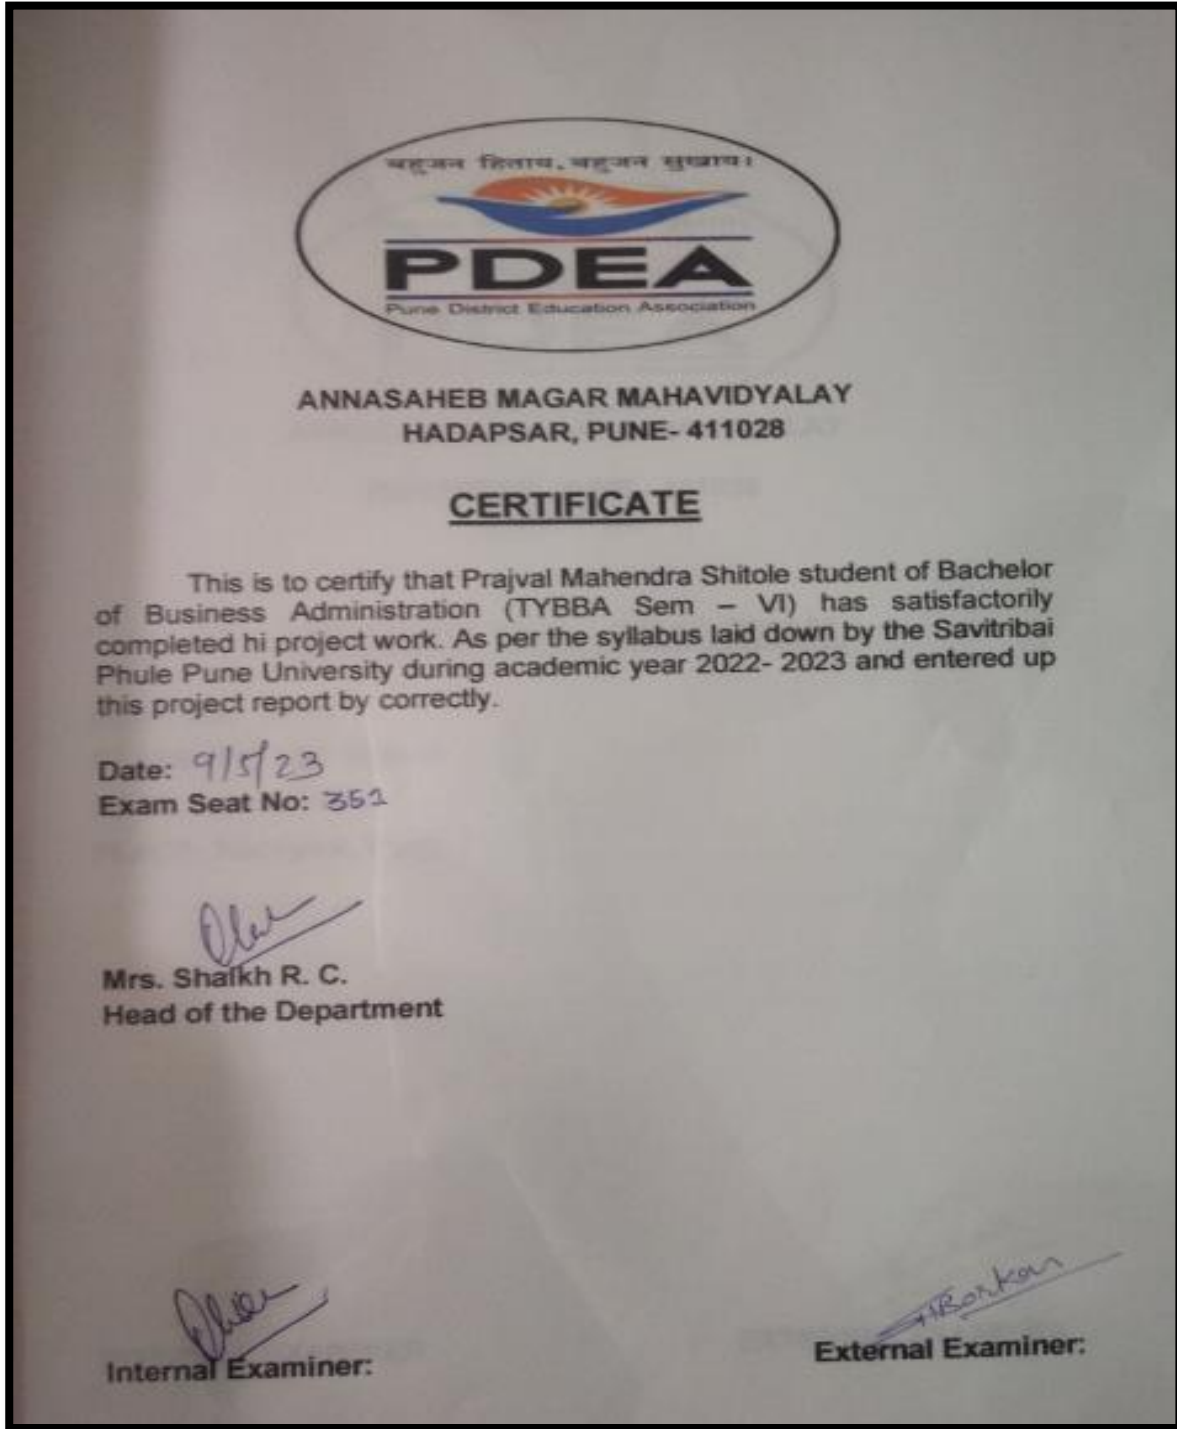 बहुजन हिताय, बहुजन सुखाय।
PDEA
Pune District Education Association
ANNASAHEB MAGAR MAHAVIDYALAY
HADAPSAR, PUNE- 411028
CERTIFICATE
This is to certify that Prajval Mahendra Shitole student of Bachelor
of Business Administration (TYBBA Sem – VI) has satisfactorily
completed hi project work. As per the syllabus laid down by the Savitribai
Phule Pune University during academic year 2022- 2023 and entered up
this project report by correctly.
Date: 9/5/23
Exam Seat No: 351
Mrs. Shaikh R. C.
Head of the Department
Internal Examiner:
External Examiner: